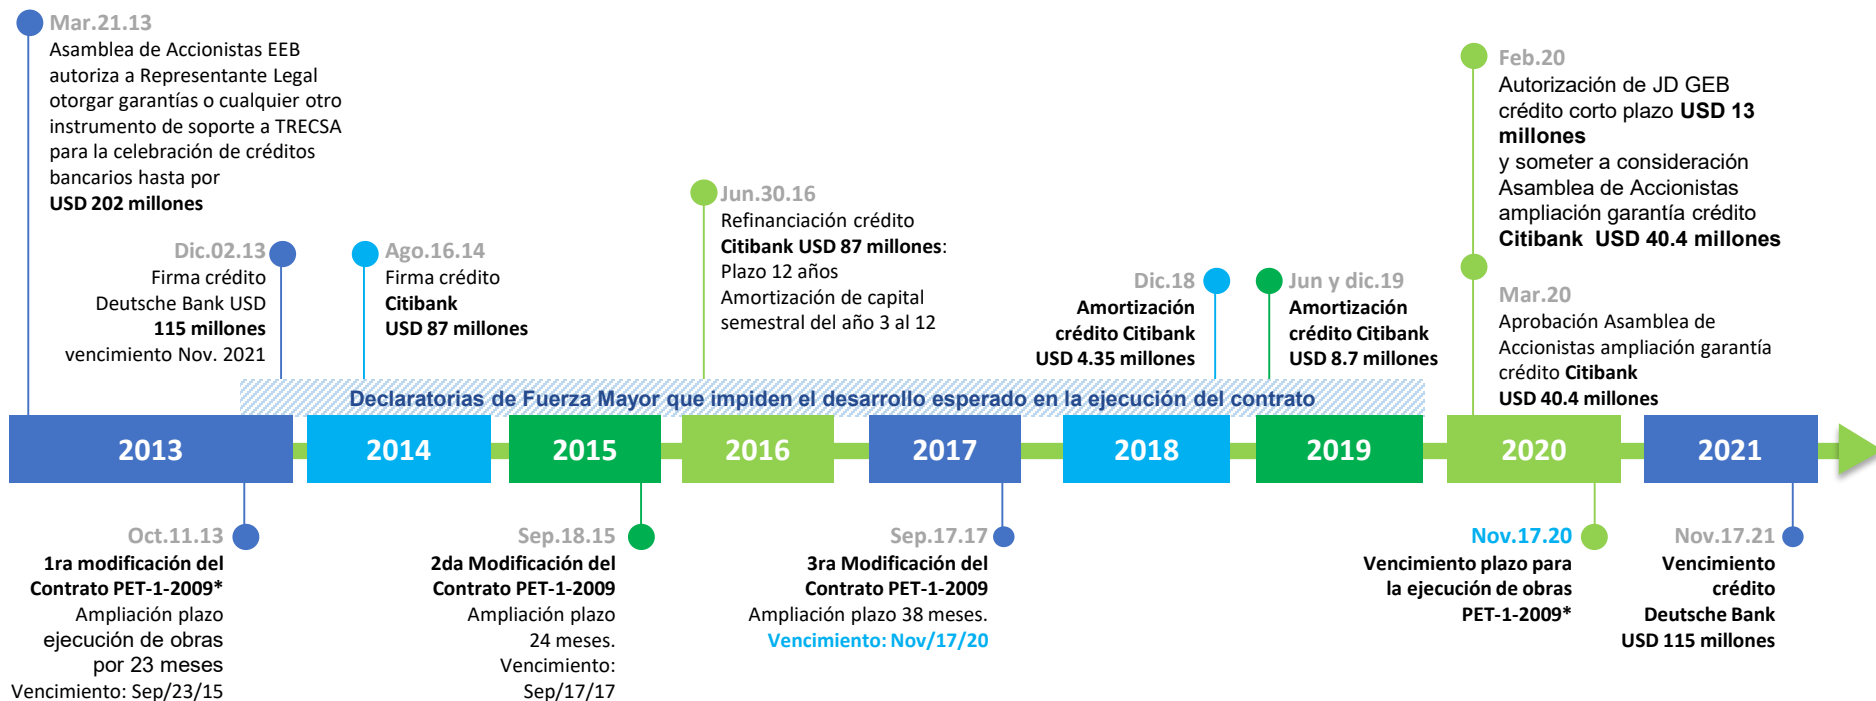 Mar.21.13
Asamblea de Accionistas EEB
autoriza a Representante Legal
otorgar garantías o cualquier otro
instrumento de soporte a TRECSA
para la celebración de créditos
bancarios hasta por
USD 202 millones
Dic.02.13
Firma crédito
Deutsche Bank USD
115 millones
vencimiento Nov. 2021
Ago.16.14
Firma crédito
Citibank
USD 87 millones
Jun.30.16
Refinanciación crédito
Citibank USD 87 millones:
Plazo 12 años
Amortización de capital
semestral del año 3 al 12
Dic.18
Amortización
crédito Citibank
USD 4.35 millones
Jun y dic.19
Amortización
crédito Citibank
USD 8.7 millones
Feb.20
Autorización de JD GEB
crédito corto plazo USD 13
millones
y someter a consideración
Asamblea de Accionistas
ampliación garantía crédito
Citibank USD 40.4 millones
Mar.20
Aprobación Asamblea de
Accionistas ampliación garantía
crédito Citibank
USD 40.4 millones
Declaratorias de Fuerza Mayor que impiden el desarrollo esperado en la ejecución del contrato
2013
2014
2015
2016
2017
2018
2019
2020
2021
Oct.11.13
1ra modificación del
Contrato PET-1-2009*
Ampliación plazo
ejecución de obras
por 23 meses
Vencimiento: Sep/23/15
Sep.18.15
2da Modificación del
Contrato PET-1-2009
Ampliación plazo
24 meses.
Vencimiento:
Sep/17/17
Sep.17.17
3ra Modificación del
Contrato PET-1-2009
Ampliación plazo 38 meses.
Vencimiento: Nov/17/20
Nov.17.20
Vencimiento plazo para
la ejecución de obras
PET-1-2009*
Nov.17.21
Vencimiento
crédito
Deutsche Bank
USD 115 millones